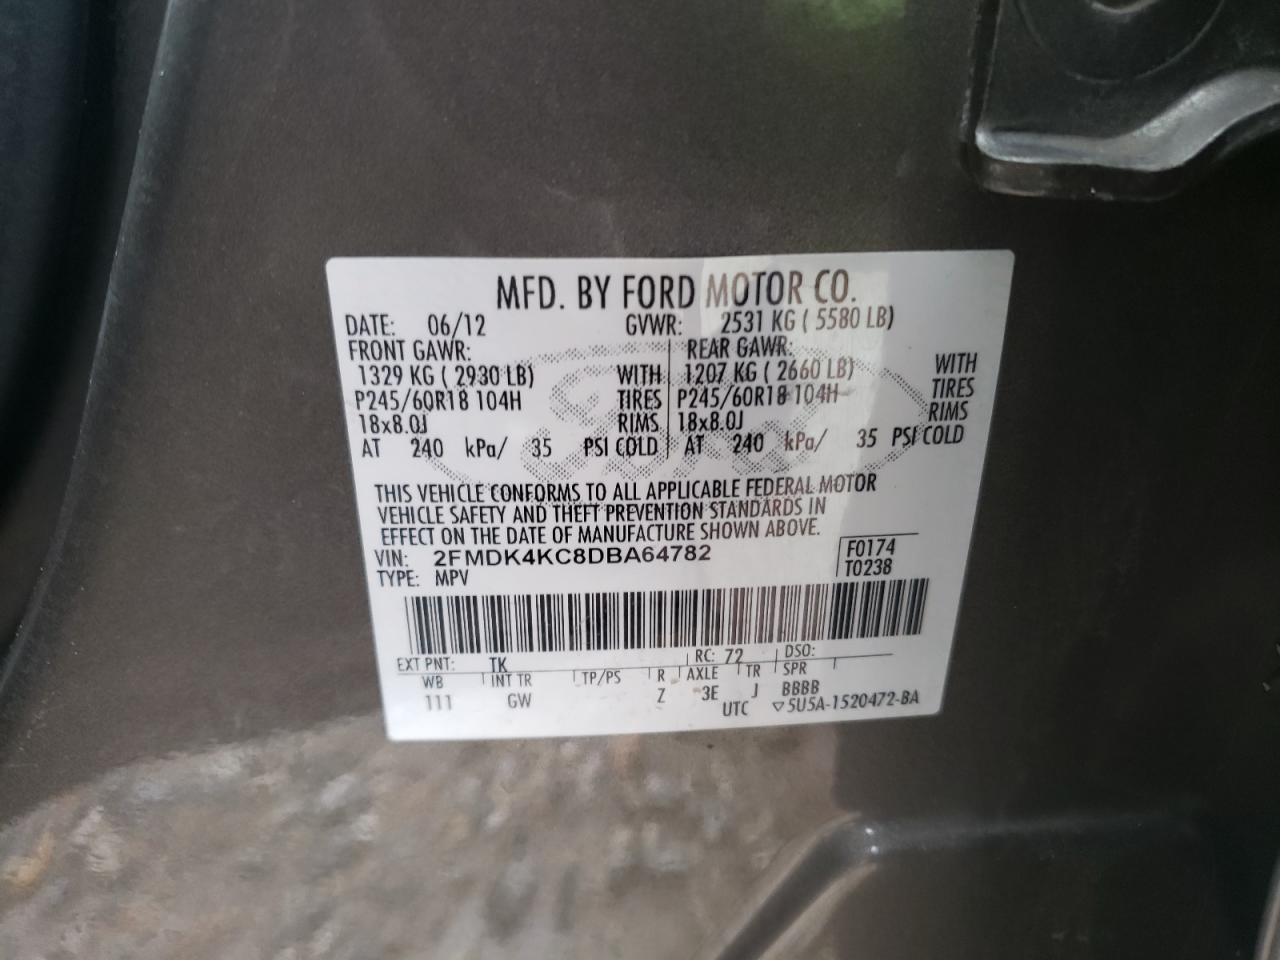 MFD. BY FORD MOTOR CO.
DATE: 06/12 GVWR: 2531 KG ( 5580 LB)
FRONT GAWR: REAR GAWR:
1329 KG ( 2930 LB) WITH 1207 KG ( 2660 LB) WITH
P245/60R18 104H TIRES P245/60R18 104H TIRES
18x8.0J RIMS 18x8.0J RIMS
AT 240 kPa/ 35 PSI COLD AT 240 kPa/ 35 PSI COLD
THIS VEHICLE CONFORMS TO ALL APPLICABLE FEDERAL MOTOR
VEHICLE SAFETY AND THEFT PREVENTION STANDARDS IN
EFFECT ON THE DATE OF MANUFACTURE SHOWN ABOVE.
VIN: 2FMDK4KC8DBA64782 F0174
TYPE: MPV T0238
EXT PNT: TK RC: 72 DSO:
WB INT TR TP/PS R AXLE TR SPR
111 GW Z 3E J BBBB
UTC ▽5U5A-1520472-BA